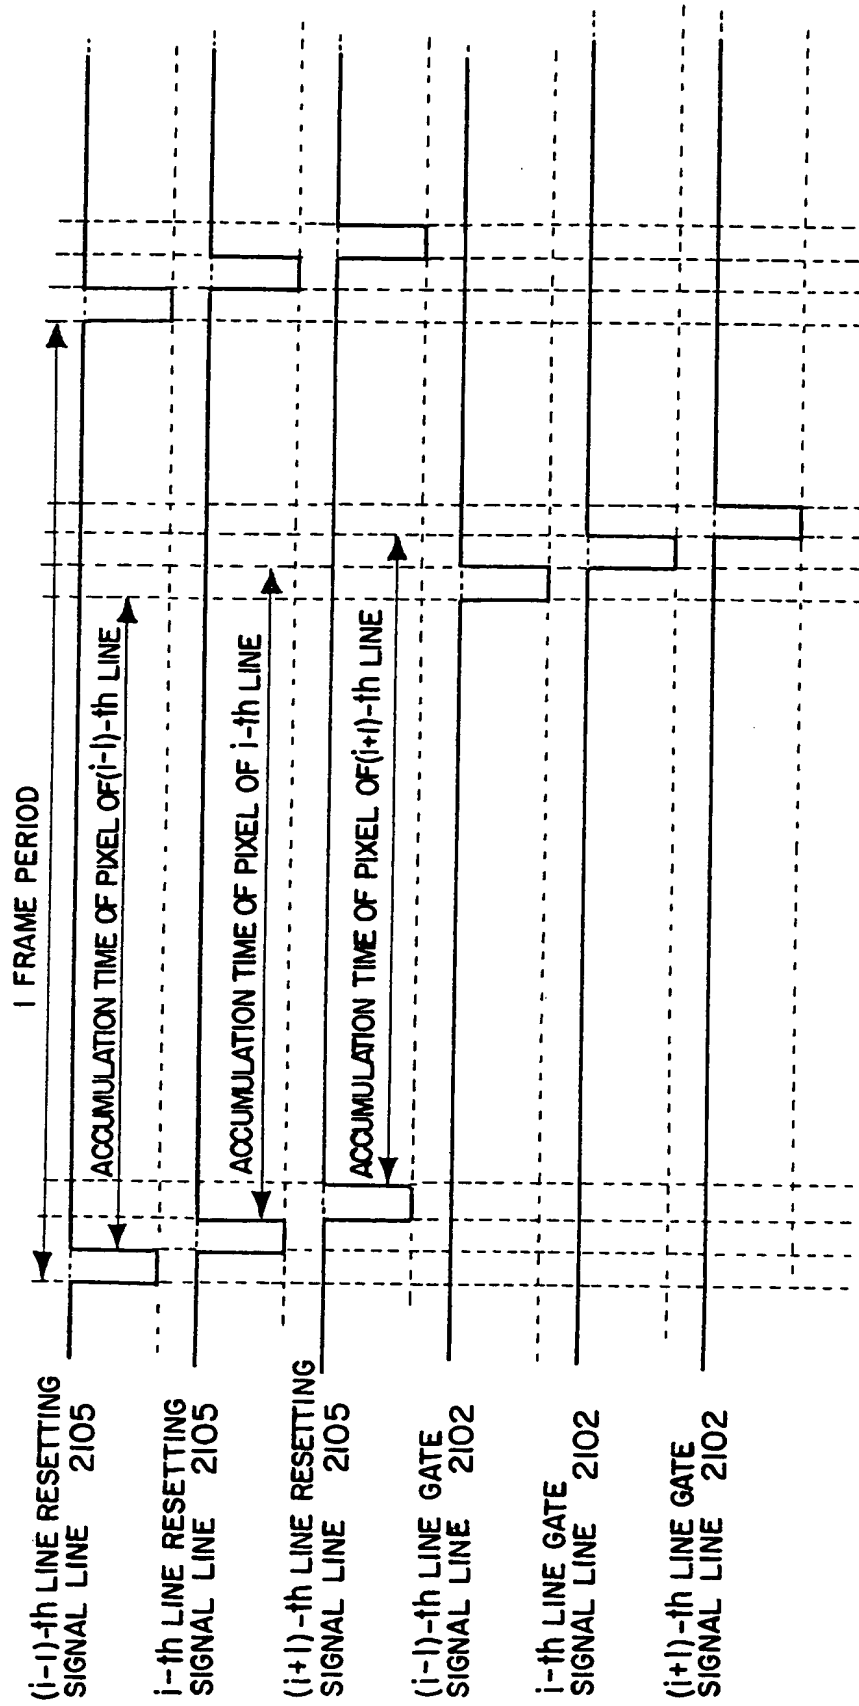 1 FRAME PERIOD
(i-1)-th LINE RESETTING
SIGNAL LINE 2105
ACCUMULATION TIME OF PIXEL OF(i-1)-th LINE
i-th LINE RESETTING
SIGNAL LINE 2105
ACCUMULATION TIME OF PIXEL OF i-th LINE
(i+1)-th LINE RESETTING
SIGNAL LINE 2105
ACCUMULATION TIME OF PIXEL OF(i+1)-th LINE
(i-1)-th LINE GATE
SIGNAL LINE 2102
i-th LINE GATE
SIGNAL LINE 2102
(i+1)-th LINE GATE
SIGNAL LINE 2102